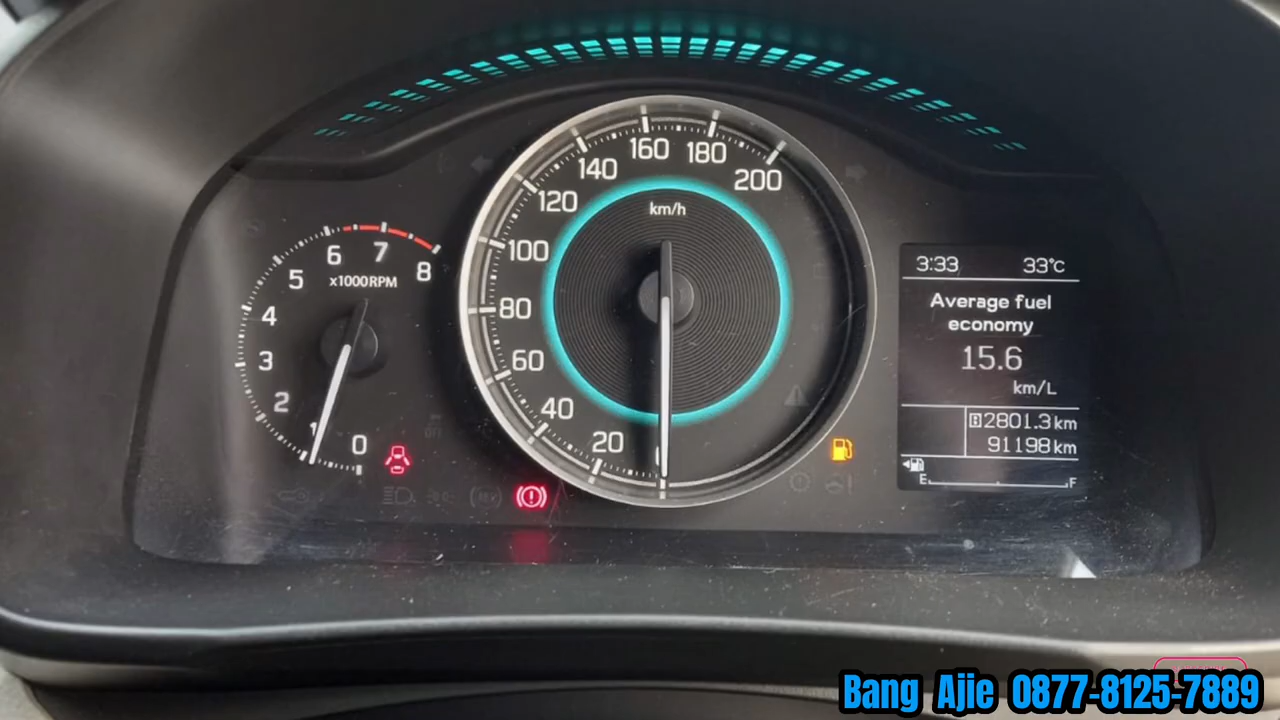 200
180
160
140
120
100
80
60
40
20
km/h
8
7
6
5
4
3
2
1
0
x1000RPM
3:33 33°C
Average fuel
economy
15.6
km/L
B 2801.3 km
91198 km
E F
Bang Ajie 0877-8125-7889